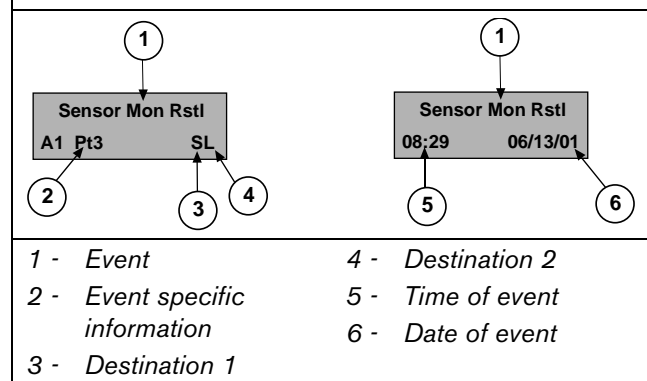 1 1
Sensor Mon Rstl Sensor Mon Rstl
A1 Pt3 SL 08:29 06/13/01
2 3 4 5 6
1 - Event
2 - Event specific
information
3 - Destination 1
4 - Destination 2
5 - Time of event
6 - Date of event